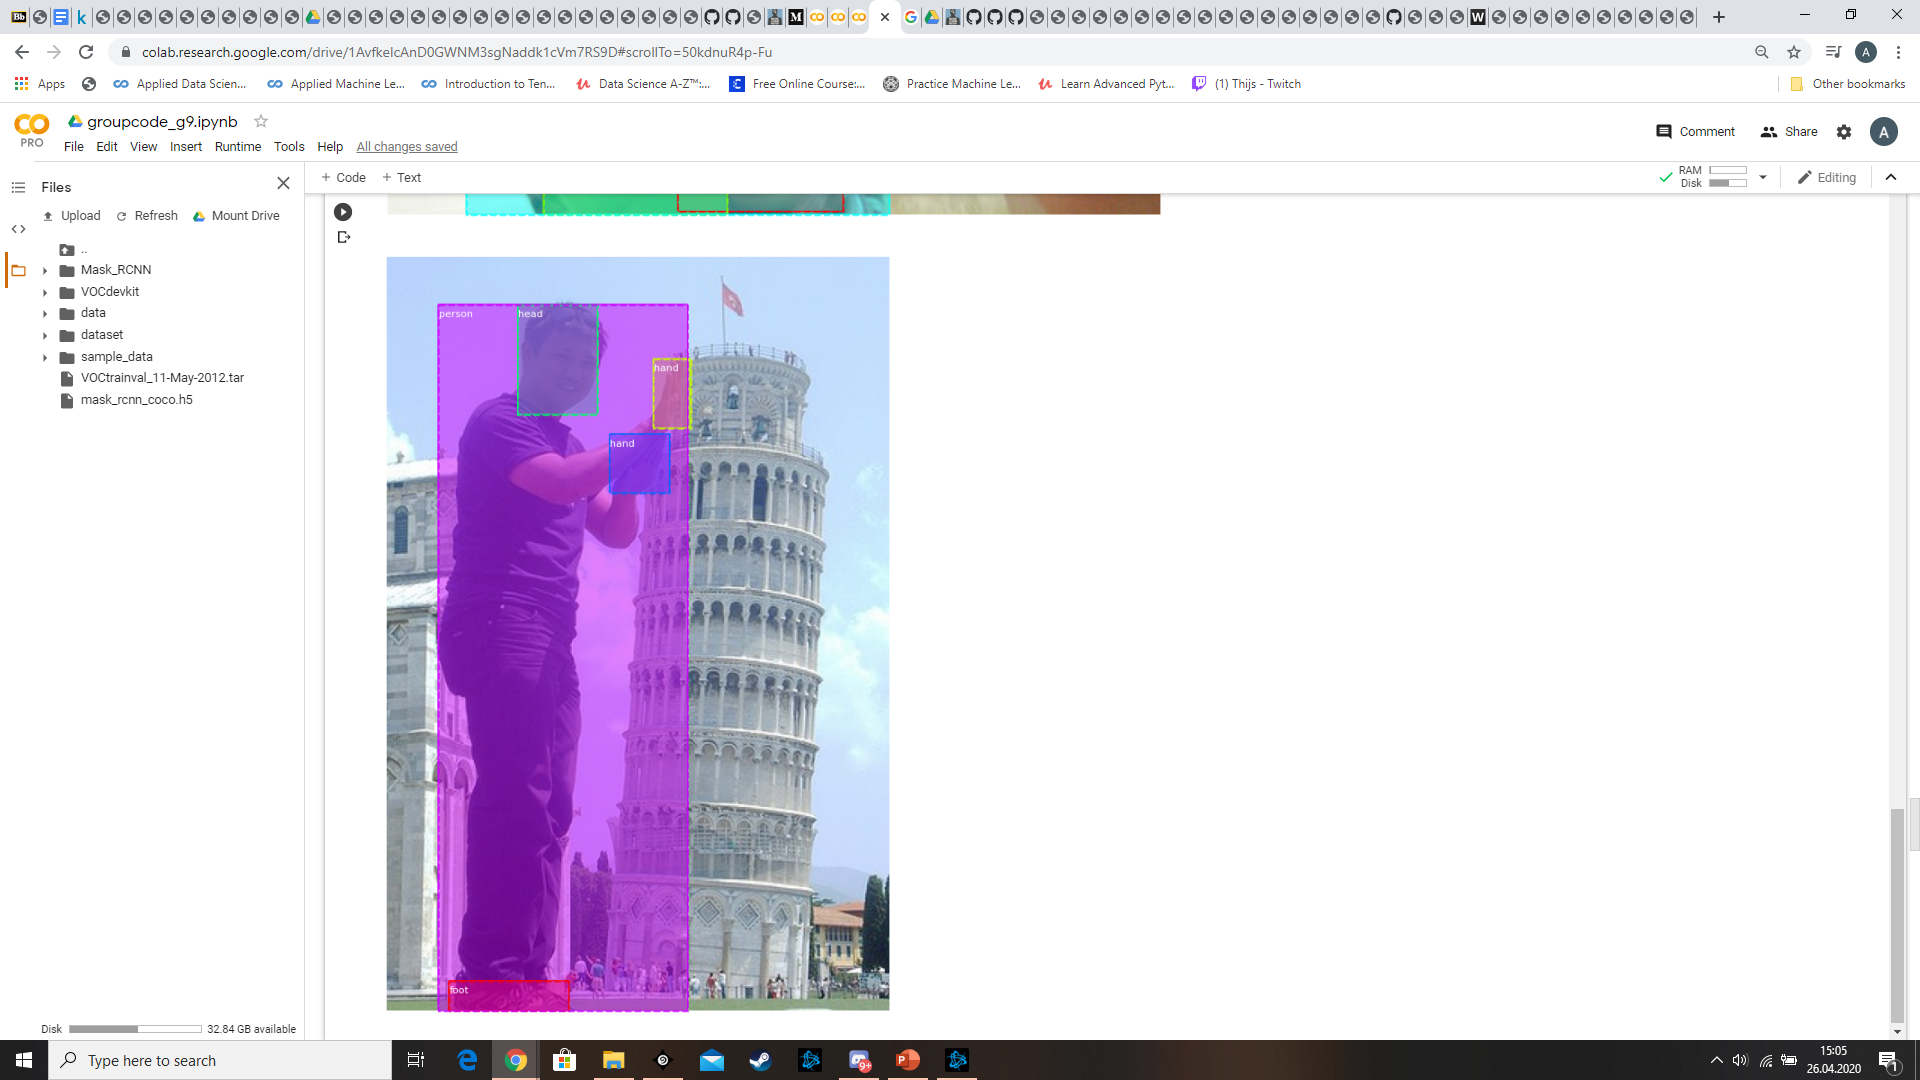 Bb
k
M
G
W
colab.research.google.com/drive/1AvfkelcAnD0GWNM3sgNaddk1cVm7RS9D#scrollTo=50kdnuR4p-Fu
A
Apps
Applied Data Scien...
Applied Machine Le...
Introduction to Ten...
Data Science A-Z™:...
Free Online Course:...
Practice Machine Le...
Learn Advanced Pyt...
(1) Thijs - Twitch
Other bookmarks
PRO
groupcode_g9.ipynb
File Edit View Insert Runtime Tools Help All changes saved
Comment
Share
A
Files
+ Code + Text
RAM
Disk
Editing
Upload Refresh Mount Drive
..
Mask_RCNN
VOCdevkit
data
dataset
sample_data
VOCtrainval_11-May-2012.tar
mask_rcnn_coco.h5
person
head
hand
hand
foot
Disk 32.84 GB available
Type here to search
9+
P
15:05
26.04.2020
1